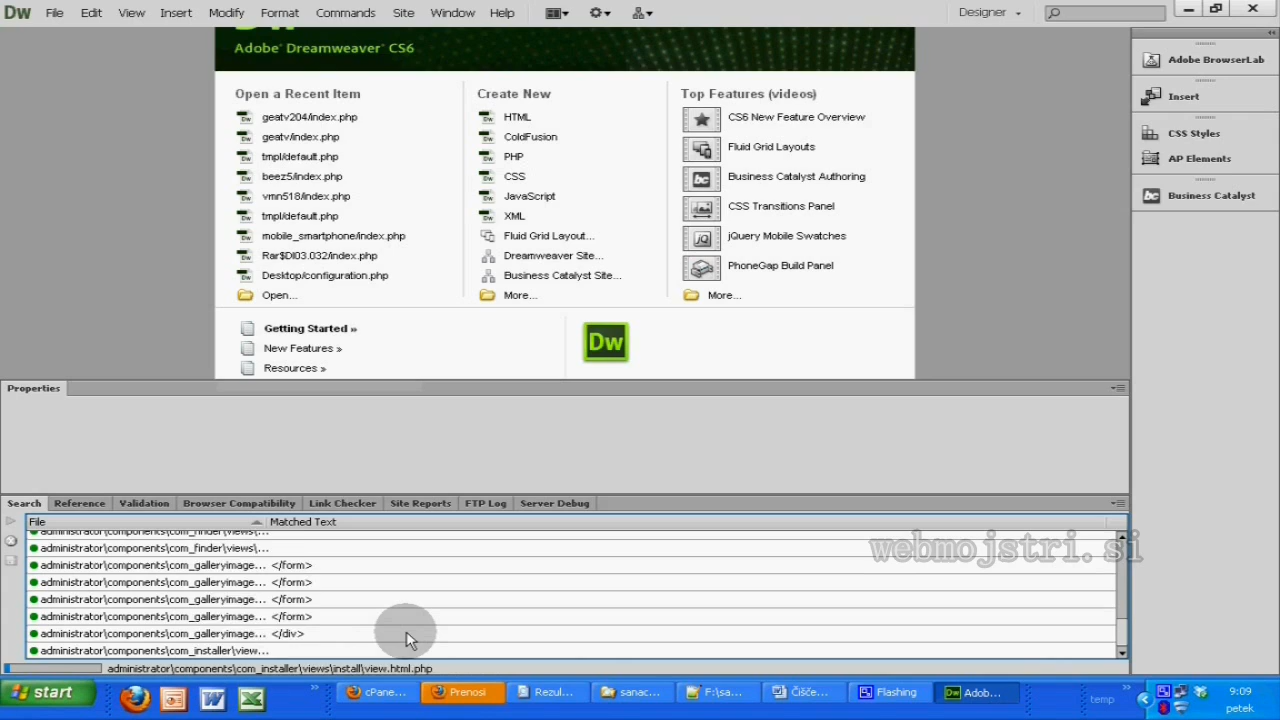 Dw File Edit View Insert Modify Format Commands Site Window Help Designer
Adobe® Dreamweaver® CS6
Open a Recent Item
geatv204/index.php
geatv/index.php
tmpl/default.php
beez5/index.php
vmn518/index.php
tmpl/default.php
mobile_smartphone/index.php
Rar$DI03.032/index.php
Desktop/configuration.php
Open...
Create New
HTML
ColdFusion
PHP
CSS
JavaScript
XML
Fluid Grid Layout...
Dreamweaver Site...
Business Catalyst Site...
More...
Top Features (videos)
CS6 New Feature Overview
Fluid Grid Layouts
Business Catalyst Authoring
CSS Transitions Panel
jQuery Mobile Swatches
PhoneGap Build Panel
More...
Getting Started »
New Features »
Resources »
Dw
Adobe BrowserLab
Insert
CSS Styles
AP Elements
Business Catalyst
Properties
Search Reference Validation Browser Compatibility Link Checker Site Reports FTP Log Server Debug
File Matched Text
administrator\components\com_finder\views\...
administrator\components\com_finder\views\...
administrator\components\com_galleryimage... </form>
administrator\components\com_galleryimage... </form>
administrator\components\com_galleryimage... </form>
administrator\components\com_galleryimage... </form>
administrator\components\com_galleryimage... </div>
administrator\components\com_installer\view...
webmojstri.si
administrator\components\com_installer\views\install\view.html.php
start cPane... Prenosi Rezul... sanac... F:\sa... Čišče... Flashing Adob... temp 9:09
petek